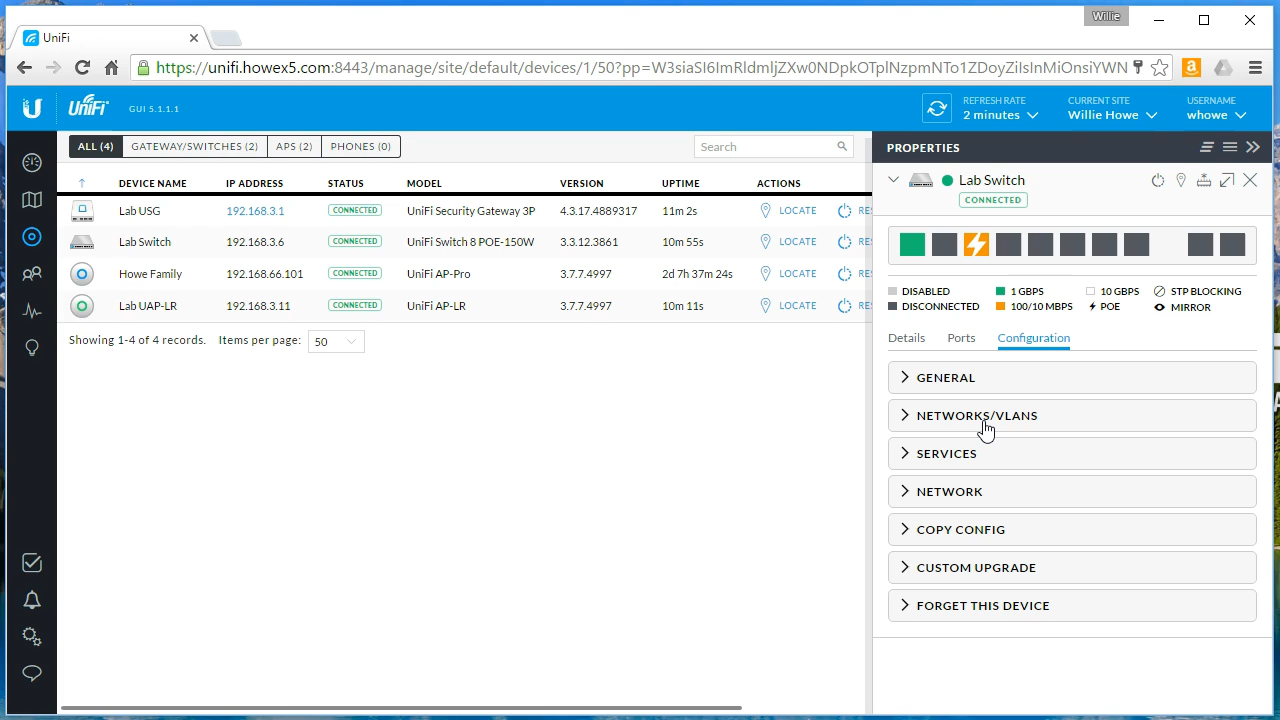 Willie
UniFi
https://unifi.howex5.com:8443/manage/site/default/devices/1/50?pp=W3siaSI6ImRldmljZXw0NDpkOTplNzpmNTo1ZDoyZiIsInMiOnsiYWN
UniFi GUI 5.1.1.1 REFRESH RATE CURRENT SITE USERNAME
2 minutes Willie Howe whowe
ALL (4) GATEWAY/SWITCHES (2) APS (2) PHONES (0) Search
DEVICE NAME IP ADDRESS STATUS MODEL VERSION UPTIME ACTIONS
Lab USG 192.168.3.1 CONNECTED UniFi Security Gateway 3P 4.3.17.4889317 11m 2s LOCATE RES
Lab Switch 192.168.3.6 CONNECTED UniFi Switch 8 POE-150W 3.3.12.3861 10m 55s LOCATE RES
Howe Family 192.168.66.101 CONNECTED UniFi AP-Pro 3.7.7.4997 2d 7h 37m 24s LOCATE RES
Lab UAP-LR 192.168.3.11 CONNECTED UniFi AP-LR 3.7.7.4997 10m 11s LOCATE RES
Showing 1-4 of 4 records. Items per page: 50
PROPERTIES
Lab Switch
CONNECTED
DISABLED 1 GBPS 10 GBPS STP BLOCKING
DISCONNECTED 100/10 MBPS POE MIRROR
Details Ports Configuration
GENERAL
NETWORKS/VLANS
SERVICES
NETWORK
COPY CONFIG
CUSTOM UPGRADE
FORGET THIS DEVICE